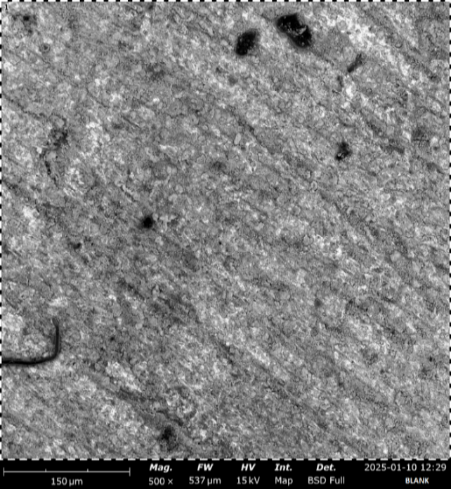 Mag. FW HV Int. Det. 2025-01-10 12:29
150 µm 500 × 537 µm 15 kV Map BSD Full BLANK